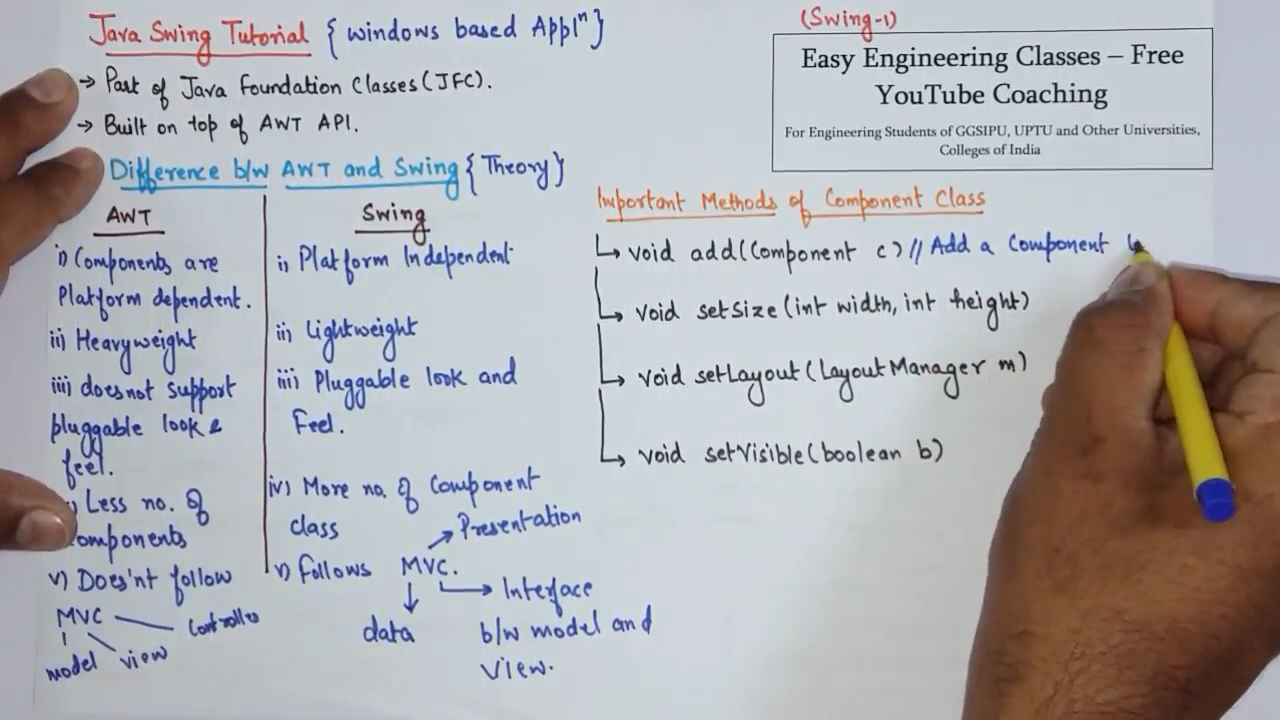 Java Swing Tutorial { windows based Applⁿ }
(Swing-1)
Easy Engineering Classes – Free
YouTube Coaching
For Engineering Students of GGSIPU, UPTU and Other Universities,
Colleges of India
→ Part of Java Foundation Classes (JFC).
→ Built on top of AWT API.
Difference b/w AWT and Swing { Theory }
AWT
i) Components are
Platform dependent.
ii) Heavyweight
iii) doesnot support
pluggable look &
feel.
) Less no. of
omponents
v) Does'nt follow
MVC
controller
model view
Swing
i) Platform Independent
ii) Lightweight
iii) Pluggable look and
Feel.
iv) More no. of Component
class
Presentation
v) Follows MVC.
Interface
data b/w model and
view.
Important Methods of Component Class
↳ void add(Component c) // Add a Component
↳ void setSize (int width, int height)
↳ void setLayout (LayoutManager m)
↳ void setVisible (boolean b)